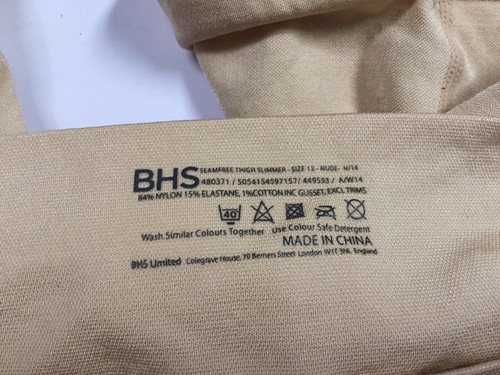 BHS SEAMFREE THIGH SLIMMER - SIZE 12 - NUDE- H/14
480371 / 5054154597157/ 449593 / A/W14
84% NYLON 15% ELASTANE, 1%COTTON INC GUSSET, EXCL TRIMS
40
Wash Similar Colours Together Use Colour Safe Detergent
MADE IN CHINA
BHS Limited Colegrave House, 70 Berners Street London W1T 3NL England